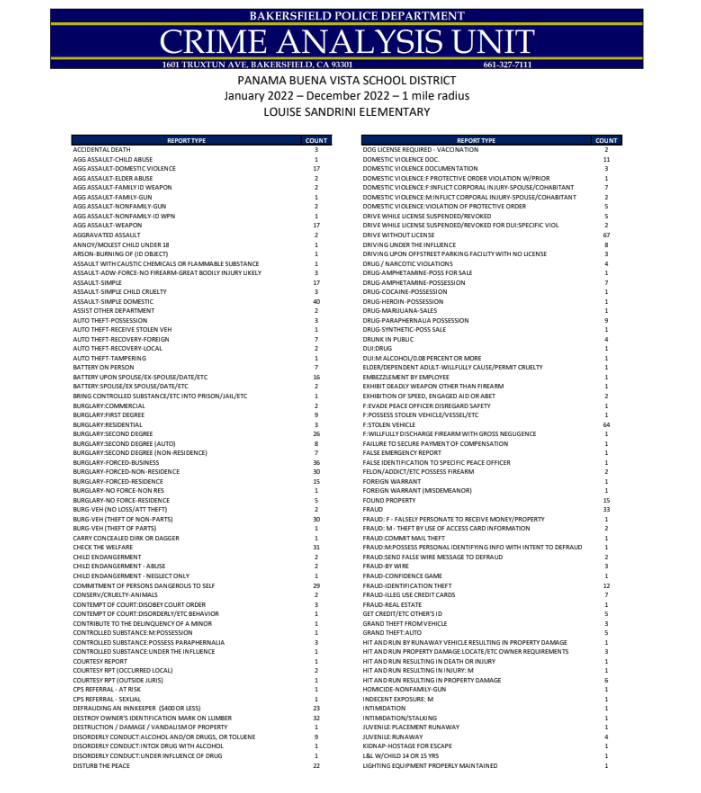 BAKERSFIELD POLICE DEPARTMENT
CRIME ANALYSIS UNIT
1601 TRUXTUN AVE, BAKERSFIELD, CA 93301 661-327-7111
PANAMA BUENA VISTA SCHOOL DISTRICT
January 2022 – December 2022 – 1 mile radius
LOUISE SANDRINI ELEMENTARY
REPORT TYPE COUNT
ACCIDENTAL DEATH 3
AGG ASSAULT-CHILD ABUSE 1
AGG ASSAULT-DOMESTIC VIOLENCE 17
AGG ASSAULT-ELDER ABUSE 2
AGG ASSAULT-FAMILY ID WEAPON 2
AGG ASSAULT-FAMILY-GUN 1
AGG ASSAULT-NONFAMILY-GUN 2
AGG ASSAULT-NONFAMILY-ID WPN 1
AGG ASSAULT-WEAPON 17
AGGRAVATED ASSAULT 2
ANNOY/MOLEST CHILD UNDER 18 1
ARSON-BURNING OF (ID OBJECT) 1
ASSAULT WITH CAUSTIC CHEMICALS OR FLAMMABLE SUBSTANCE 1
ASSAULT-ADW-FORCE-NO FIREARM-GREAT BODILY INJURY LIKELY 3
ASSAULT-SIMPLE 17
ASSAULT-SIMPLE CHILD CRUELTY 3
ASSAULT-SIMPLE DOMESTIC 40
ASSIST OTHER DEPARTMENT 2
AUTO THEFT-POSSESSION 3
AUTO THEFT-RECEIVE STOLEN VEH 1
AUTO THEFT-RECOVERY-FOREIGN 7
AUTO THEFT-RECOVERY-LOCAL 2
AUTO THEFT-TAMPERING 1
BATTERY ON PERSON 7
BATTERY UPON SPOUSE/EX-SPOUSE/DATE/ETC 16
BATTERY:SPOUSE/EX SPOUSE/DATE/ETC 2
BRING CONTROLLED SUBSTANCE/ETC INTO PRISON/JAIL/ETC 1
BURGLARY:COMMERCIAL 2
BURGLARY:FIRST DEGREE 9
BURGLARY:RESIDENTIAL 3
BURGLARY:SECOND DEGREE 26
BURGLARY:SECOND DEGREE (AUTO) 8
BURGLARY:SECOND DEGREE (NON-RESIDENCE) 7
BURGLARY-FORCED-BUSINESS 36
BURGLARY-FORCED-NON-RESIDENCE 30
BURGLARY-FORCED-RESIDENCE 15
BURGLARY-NO FORCE-NON RES 1
BURGLARY-NO FORCE-RESIDENCE 5
BURG-VEH (NO LOSS/ATT THEFT) 2
BURG-VEH (THEFT OF NON-PARTS) 30
BURG-VEH (THEFT OF PARTS) 1
CARRY CONCEALED DIRK OR DAGGER 1
CHECK THE WELFARE 31
CHILD ENDANGERMENT 2
CHILD ENDANGERMENT - ABUSE 2
CHILD ENDANGERMENT - NEGLECT ONLY 1
COMMITMENT OF PERSONS DANGEROUS TO SELF 29
CONSERV/CRUELTY-ANIMALS 2
CONTEMPT OF COURT:DISOBEY COURT ORDER 3
CONTEMPT OF COURT:DISORDERLY/ETC BEHAVIOR 1
CONTRIBUTE TO THE DELINQUENCY OF A MINOR 1
CONTROLLED SUBSTANCE:M:POSSESSION 1
CONTROLLED SUBSTANCE:POSSESS PARAPHERNALIA 3
CONTROLLED SUBSTANCE:UNDER THE INFLUENCE 1
COURTESY REPORT 1
COURTESY RPT (OCCURRED LOCAL) 2
COURTESY RPT (OUTSIDE JURIS) 1
CPS REFERRAL - AT RISK 1
CPS REFERRAL - SEXUAL 1
DEFRAUDING AN INNKEEPER ($400 OR LESS) 23
DESTROY OWNER'S IDENTIFICATION MARK ON LUMBER 32
DESTRUCTION / DAMAGE / VANDALISM OF PROPERTY 1
DISORDERLY CONDUCT:ALCOHOL AND/OR DRUGS, OR TOLUENE 9
DISORDERLY CONDUCT:INTOX DRUG WITH ALCOHOL 1
DISORDERLY CONDUCT:UNDER INFLUENCE OF DRUG 1
DISTURB THE PEACE 22
REPORT TYPE COUNT
DOG LICENSE REQUIRED - VACCINATION 2
DOMESTIC VIOLENCE DOC. 11
DOMESTIC VIOLENCE DOCUMENTATION 3
DOMESTIC VIOLENCE:F PROTECTIVE ORDER VIOLATION W/PRIOR 1
DOMESTIC VIOLENCE:F:INFLICT CORPORAL INJURY-SPOUSE/COHABITANT 7
DOMESTIC VIOLENCE:M:INFLICT CORPORAL INJURY-SPOUSE/COHABITANT 2
DOMESTIC VIOLENCE:VIOLATION OF PROTECTIVE ORDER 5
DRIVE WHILE LICENSE SUSPENDED/REVOKED 5
DRIVE WHILE LICENSE SUSPENDED/REVOKED FOR DUI:SPECIFIC VIOL 2
DRIVE WITHOUT LICENSE 67
DRIVING UNDER THE INFLUENCE 8
DRIVING UPON OFFSTREET PARKING FACILITY WITH NO LICENSE 3
DRUG / NARCOTIC VIOLATIONS 4
DRUG-AMPHETAMINE-POSS FOR SALE 1
DRUG-AMPHETAMINE-POSSESSION 7
DRUG-COCAINE-POSSESSION 1
DRUG-HEROIN-POSSESSION 1
DRUG-MARIJUANA-SALES 1
DRUG-PARAPHERNALIA POSSESSION 9
DRUG-SYNTHETIC-POSS SALE 1
DRUNK IN PUBLIC 4
DUI:DRUG 1
DUI:M ALCOHOL/0.08 PERCENT OR MORE 1
ELDER/DEPENDENT ADULT-WILLFULLY CAUSE/PERMIT CRUELTY 1
EMBEZZLEMENT BY EMPLOYEE 1
EXHIBIT DEADLY WEAPON OTHER THAN FIREARM 1
EXHIBITION OF SPEED, ENGAGED AID OR ABET 2
F:EVADE PEACE OFFICER:DISREGARD SAFETY 1
F:POSSESS STOLEN VEHICLE/VESSEL/ETC 1
F:STOLEN VEHICLE 64
F:WILLFULLY DISCHARGE FIREARM WITH GROSS NEGLIGENCE 1
FAILURE TO SECURE PAYMENT OF COMPENSATION 1
FALSE EMERGENCY REPORT 1
FALSE IDENTIFICATION TO SPECIFIC PEACE OFFICER 1
FELON/ADDICT/ETC POSSESS FIREARM 2
FOREIGN WARRANT 1
FOREIGN WARRANT (MISDEMEANOR) 1
FOUND PROPERTY 15
FRAUD 33
FRAUD: F - FALSELY PERSONATE TO RECEIVE MONEY/PROPERTY 1
FRAUD: M - THEFT BY USE OF ACCESS CARD INFORMATION 2
FRAUD:COMMIT MAIL THEFT 1
FRAUD:M:POSSESS PERSONAL IDENTIFYING INFO WITH INTENT TO DEFRAUD 1
FRAUD:SEND FALSE WIRE MESSAGE TO DEFRAUD 2
FRAUD-BY WIRE 3
FRAUD-CONFIDENCE GAME 1
FRAUD-IDENTIFICATION THEFT 12
FRAUD-ILLEG USE CREDIT CARDS 7
FRAUD-REAL ESTATE 1
GET CREDIT/ETC OTHER'S ID 5
GRAND THEFT FROM VEHICLE 3
GRAND THEFT:AUTO 5
HIT AND RUN BY RUNAWAY VEHICLE RESULTING IN PROPERTY DAMAGE 1
HIT AND RUN PROPERTY DAMAGE:LOCATE/ETC OWNER REQUIREMENTS 3
HIT AND RUN RESULTING IN DEATH OR INJURY 1
HIT AND RUN RESULTING IN INJURY: M 1
HIT AND RUN RESULTING IN PROPERTY DAMAGE 6
HOMICIDE-NONFAMILY-GUN 1
INDECENT EXPOSURE: M 1
INTIMIDATION 1
INTIMIDATION/STALKING 1
JUVENILE PLACEMENT RUNAWAY 1
JUVENILE:RUNAWAY 4
KIDNAP-HOSTAGE FOR ESCAPE 1
L&L W/CHILD 14 OR 15 YRS 1
LIGHTING EQUIPMENT PROPERLY MAINTAINED 1